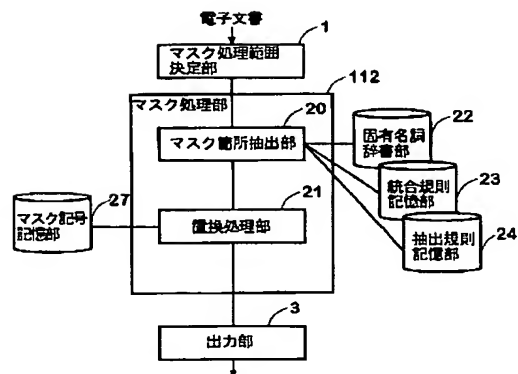 電子文書
1
マスク処理範囲
決定部
112
マスク処理部
20
マスク箇所抽出部
22
固有名詞
辞書部
23
統合規則
記憶部
24
抽出規則
記憶部
27
マスク記号
記憶部
21
置換処理部
3
出力部